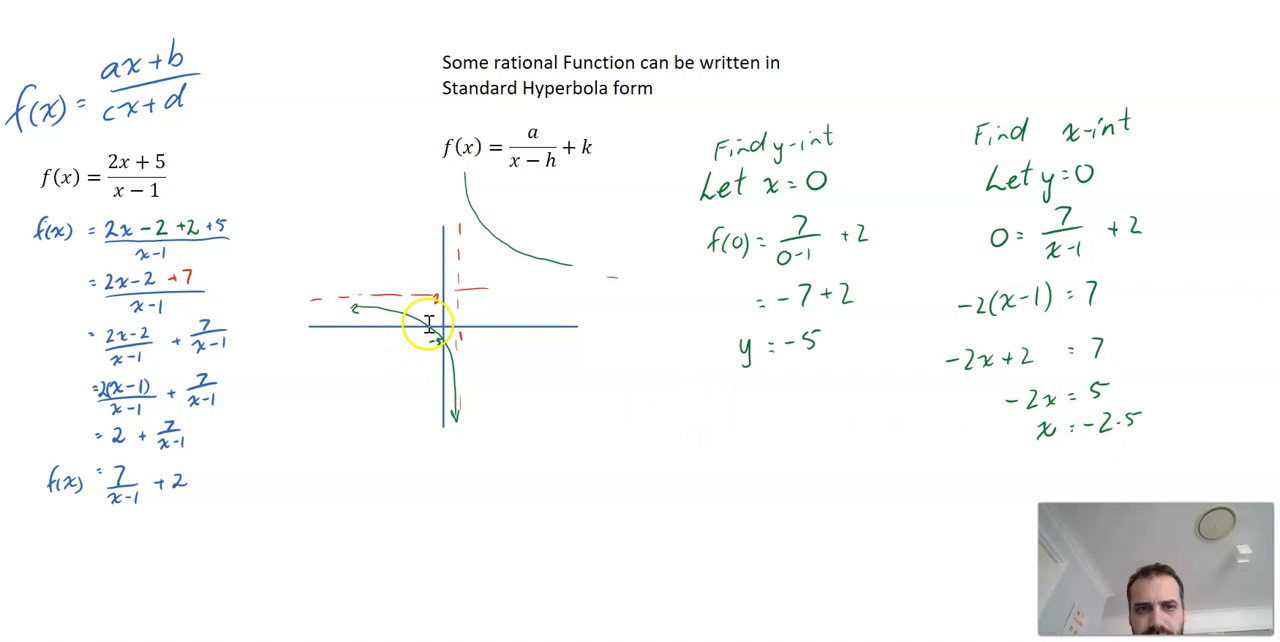 f(x) = (ax+b)/(cx+d)
f(x) = (2x + 5)/(x − 1)
f(x) = (2x - 2 + 2 + 5)/(x-1)
= (2x - 2 + 7)/(x-1)
= (2x-2)/(x-1) + 7/(x-1)
= 2(x-1)/(x-1) + 7/(x-1)
= 2 + 7/(x-1)
f(x) = 7/(x-1) + 2
Some rational Function can be written in
Standard Hyperbola form
f(x) = a/(x − h) + k
2
-5
1
Find y-int
Let x = 0
f(0) = 7/(0-1) + 2
= -7 + 2
y = -5
Find x-int
Let y = 0
0 = 7/(x-1) + 2
-2(x-1) = 7
-2x + 2 = 7
-2x = 5
x = -2.5